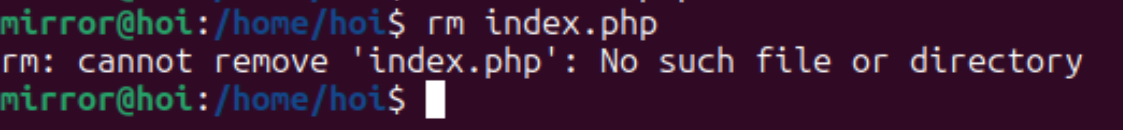 mirror@hoi:/home/hoi$ rm index.php
rm: cannot remove 'index.php': No such file or directory
mirror@hoi:/home/hoi$